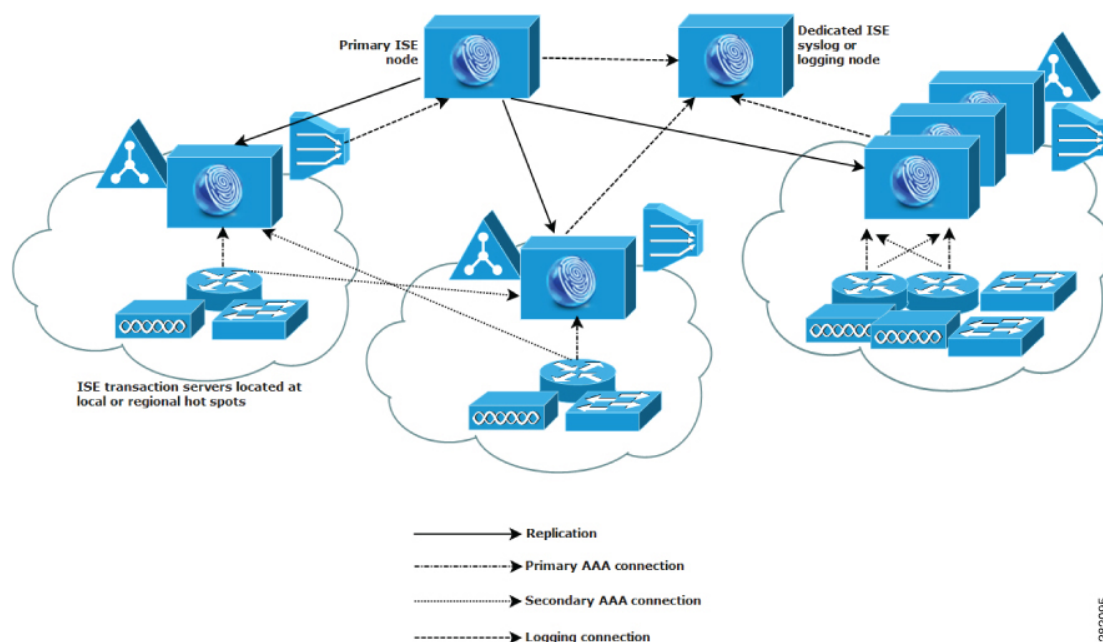 Primary ISE
node
Dedicated ISE
syslog or
logging node
ISE transaction servers located at
local or regional hot spots
Replication
Primary AAA connection
Secondary AAA connection
Logging connection